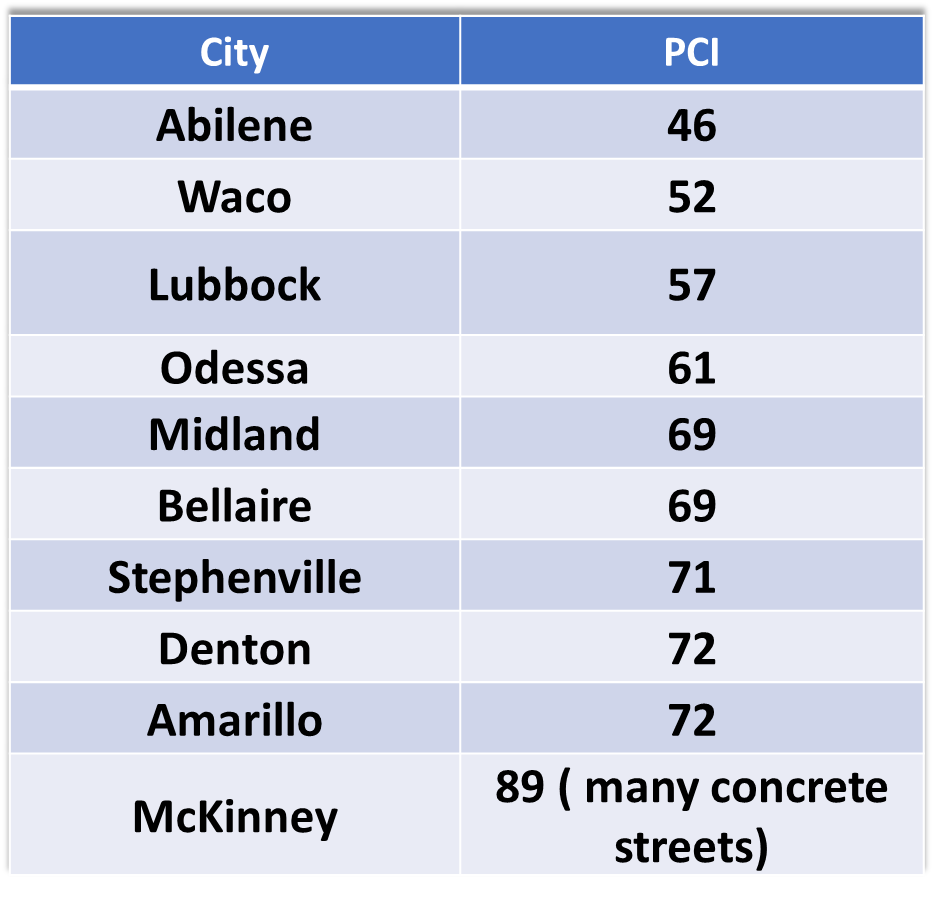 City PCI
Abilene 46
Waco 52
Lubbock 57
Odessa 61
Midland 69
Bellaire 69
Stephenville 71
Denton 72
Amarillo 72
McKinney 89 ( many concrete
streets)